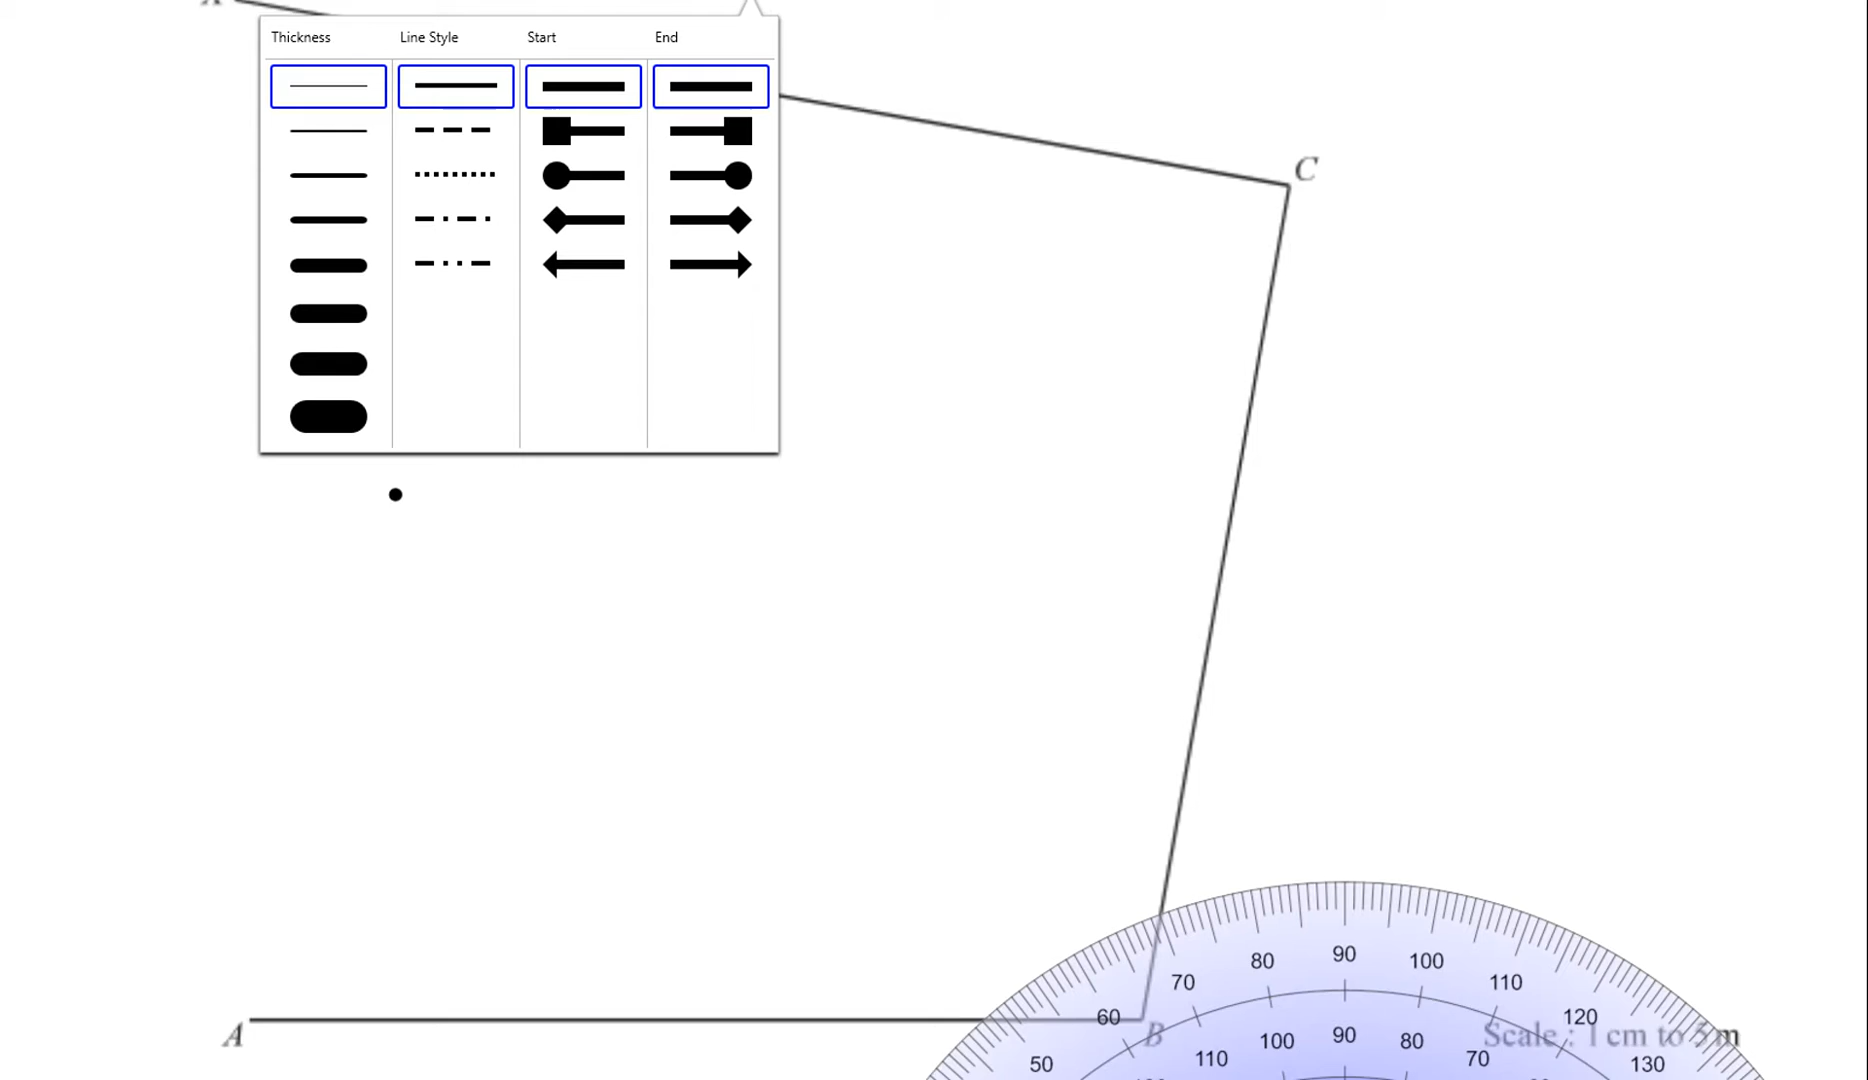 Thickness Line Style Start End
C
A
B
Scale : 1 cm to 5 m
50 60 70 80 90 100 110 120 130
110 100 90 80 70